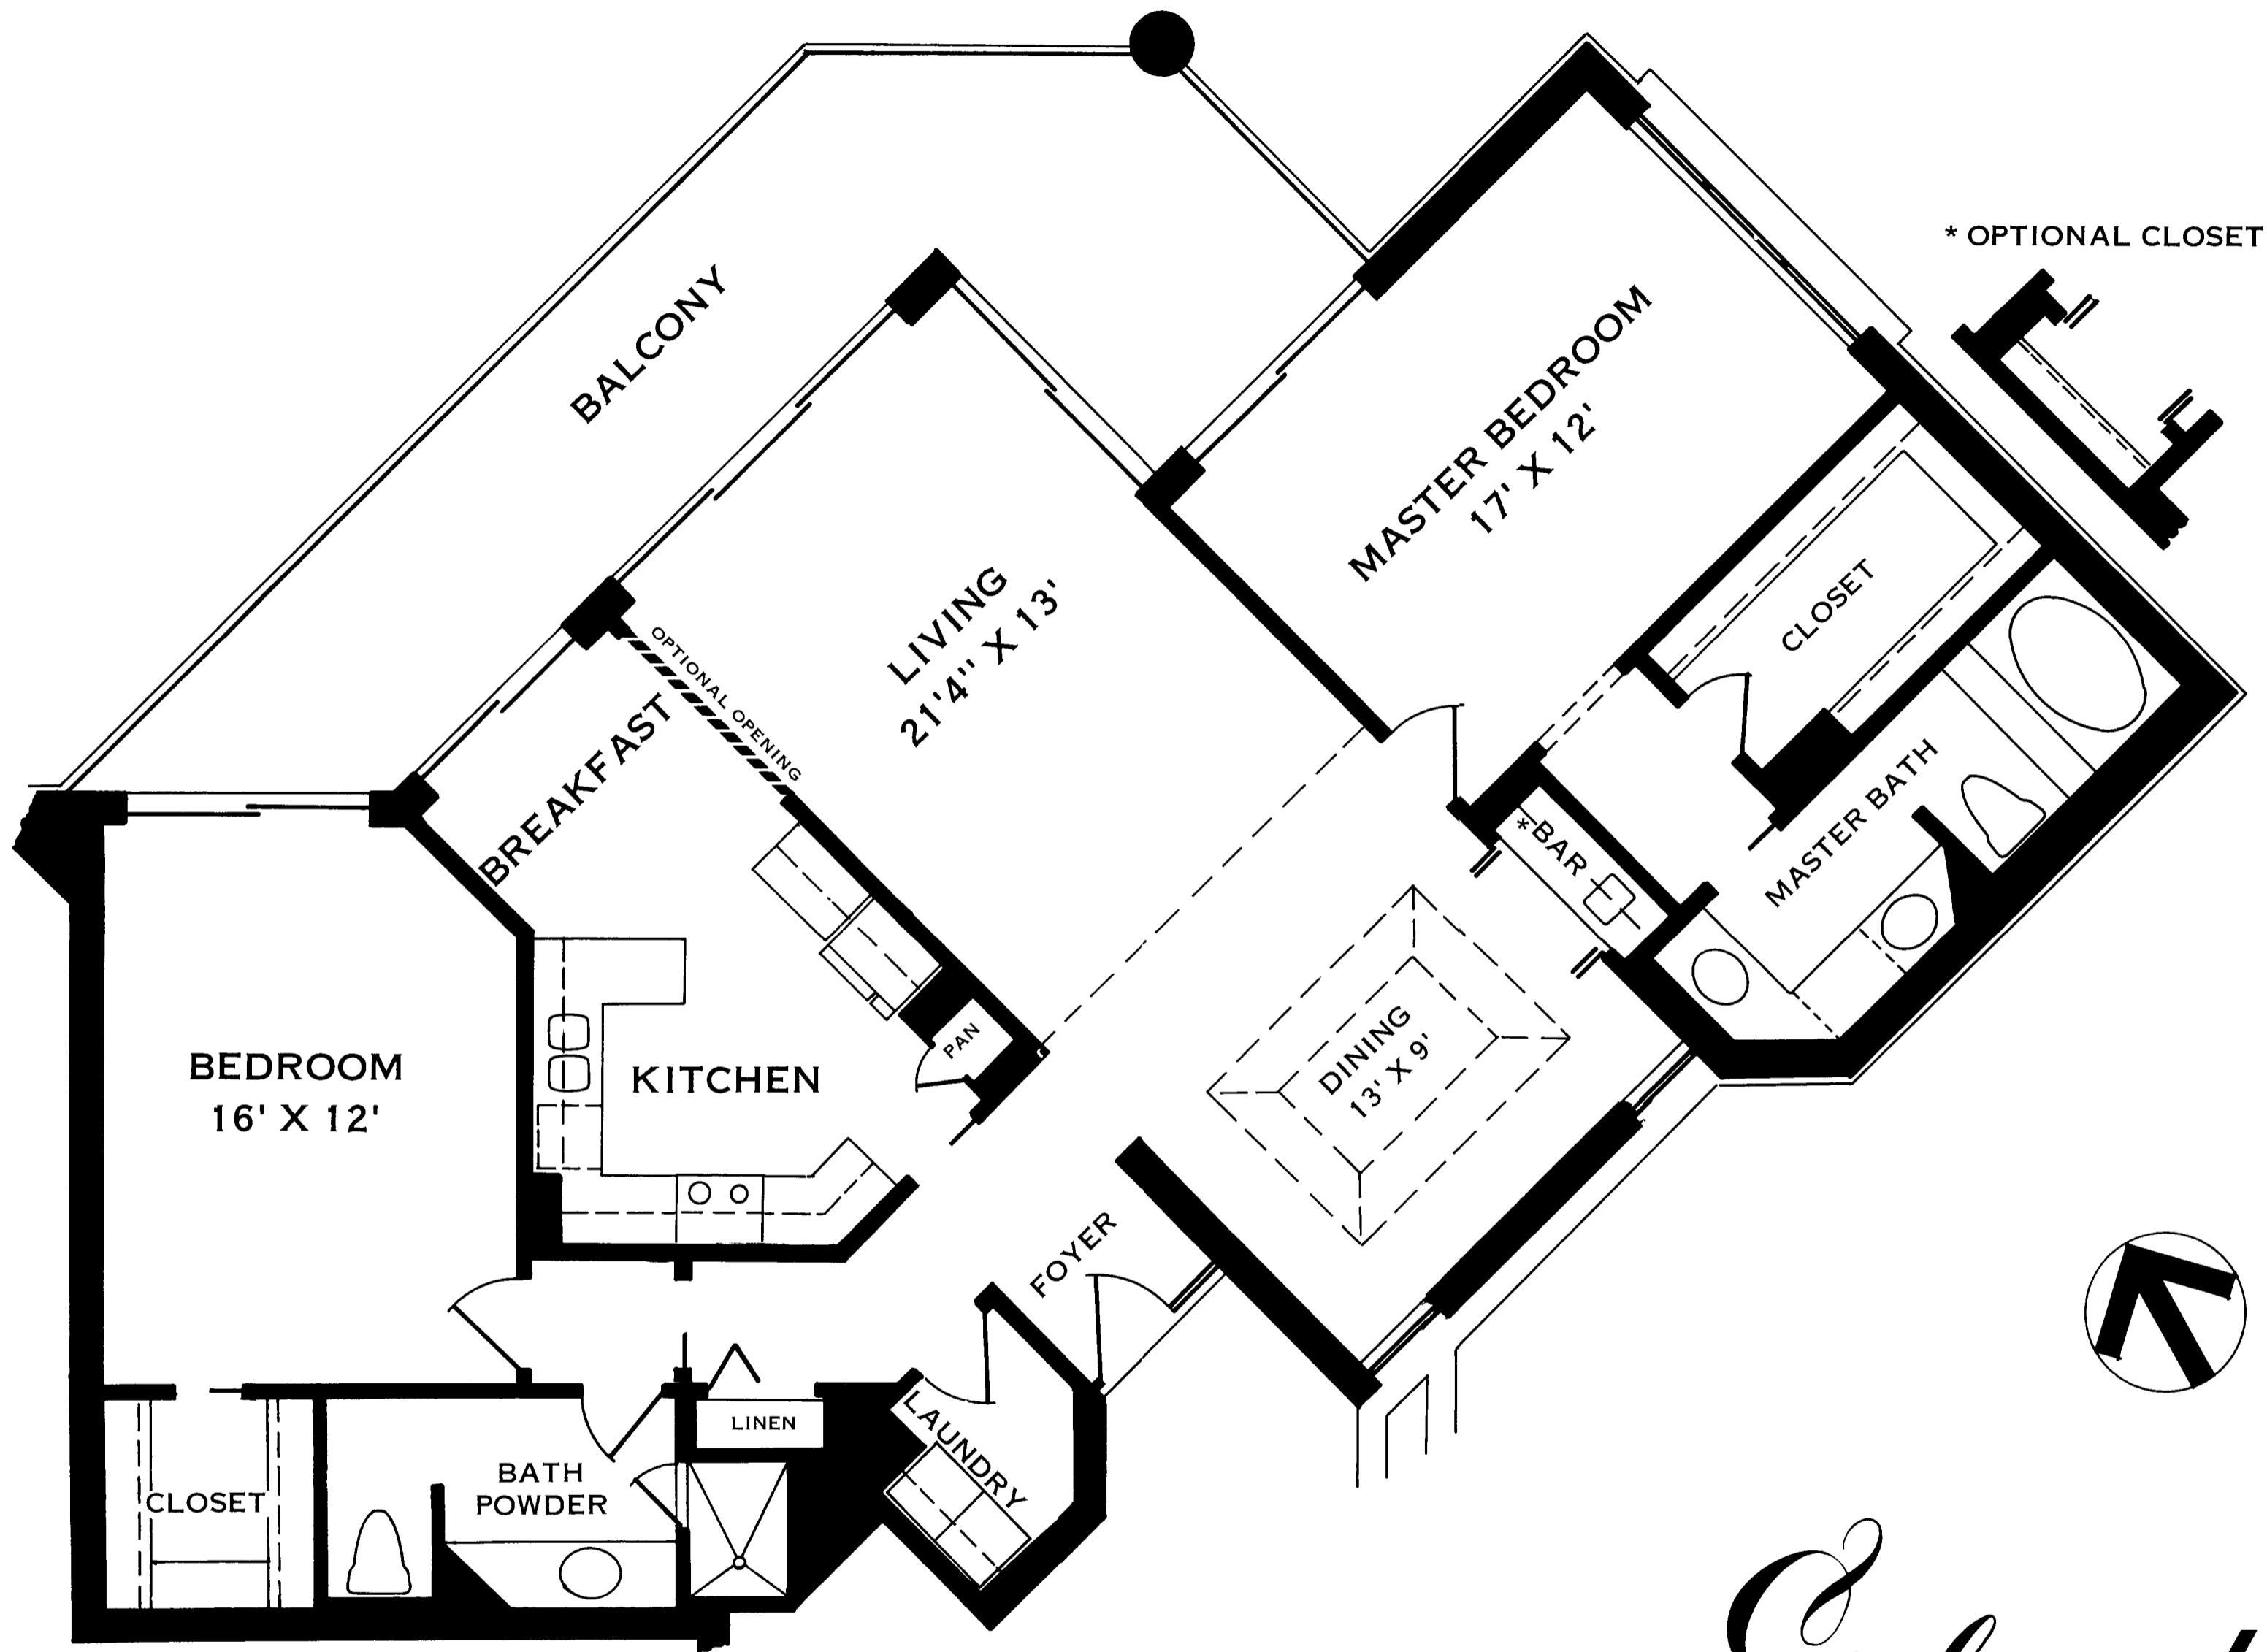 * OPTIONAL CLOSET
BALCONY
MASTER BEDROOM
17' X 12'
LIVING
21'4" X 13'
OPTIONAL OPENING
BREAKFAST
CLOSET
MASTER BATH
*BAR
DINING
13' X 9'
PAN
BEDROOM
16' X 12'
KITCHEN
FOYER
LINEN
LAUNDRY
BATH
POWDER
CLOSET